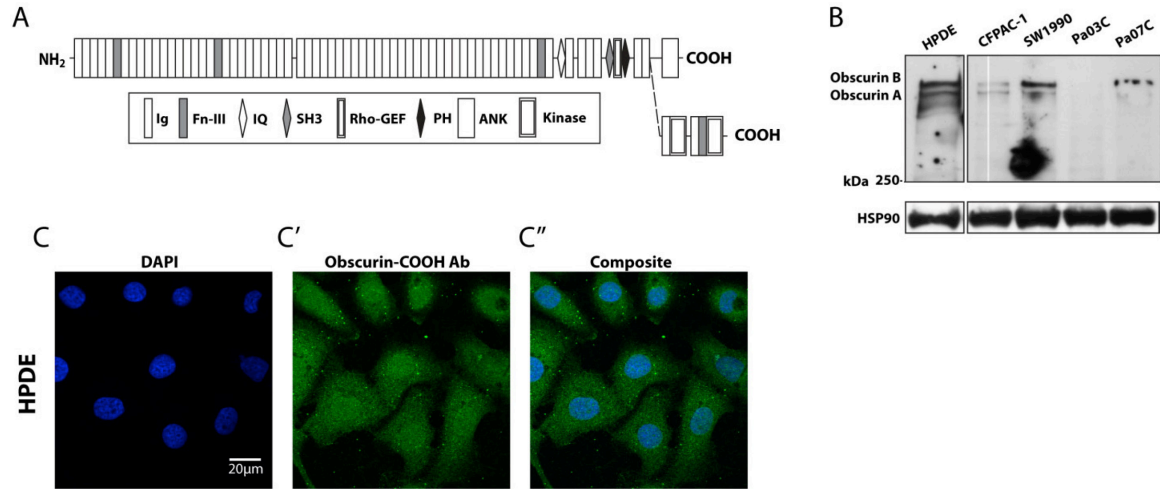 A
NH2
COOH
Ig Fn-III IQ SH3 Rho-GEF PH ANK Kinase
COOH
B
HPDE CFPAC-1 SW1990 Pa03C Pa07C
Obscurin B
Obscurin A
kDa 250-
HSP90
C C' C"
DAPI Obscurin-COOH Ab Composite
HPDE
20μm